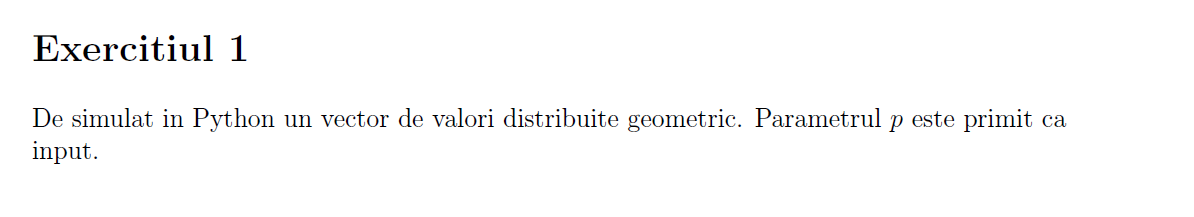 Exercitiul 1
De simulat in Python un vector de valori distribuite geometric. Parametrul p este primit ca
input.